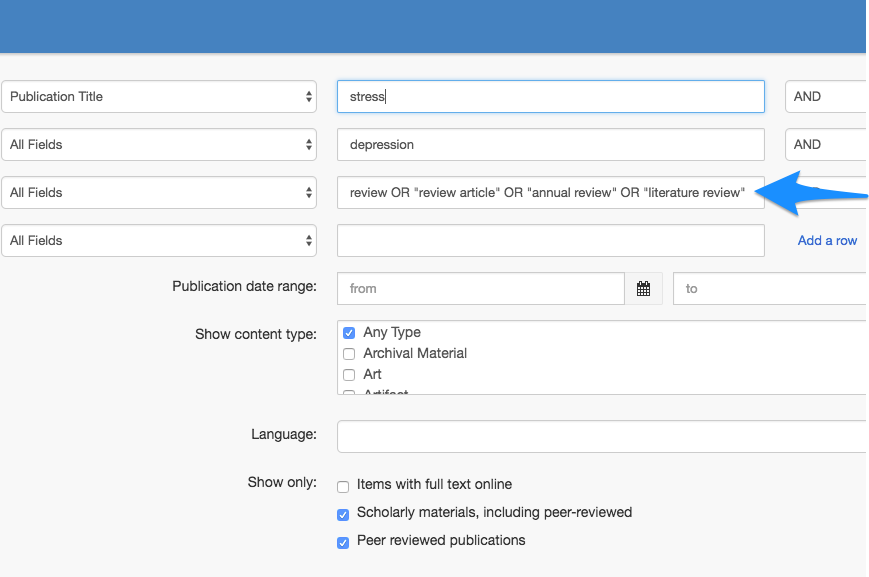 Publication Title stress AND
All Fields depression AND
All Fields review OR "review article" OR "annual review" OR "literature review"
All Fields Add a row
Publication date range: from to
Show content type: Any Type
Archival Material
Art
Artifact
Language:
Show only: Items with full text online
Scholarly materials, including peer-reviewed
Peer reviewed publications